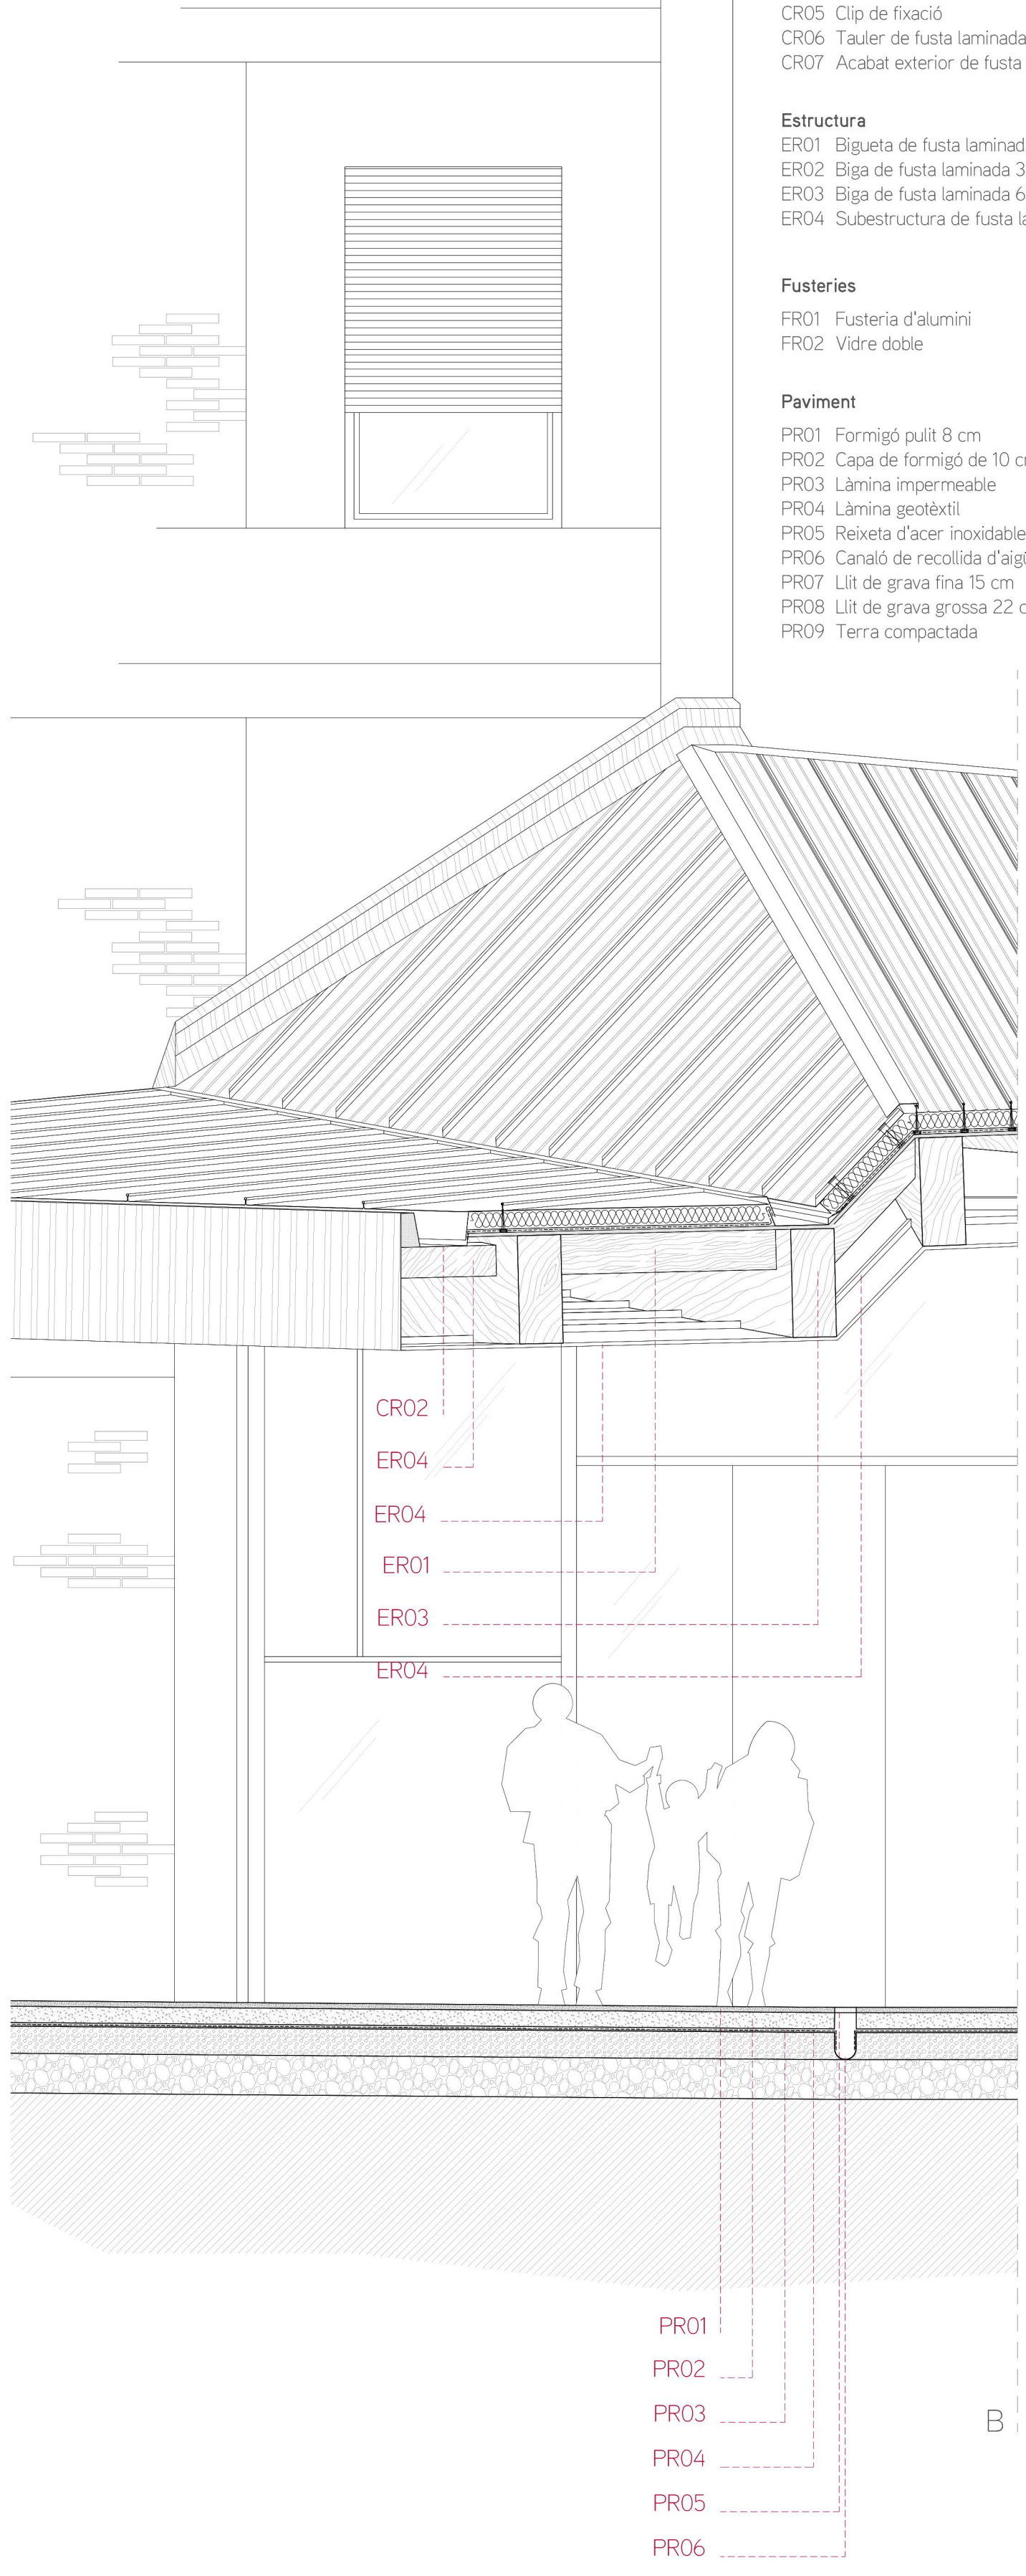 CR05 Clip de fixació
CR06 Tauler de fusta laminada
CR07 Acabat exterior de fusta
Estructura
ER01 Bigueta de fusta laminad
ER02 Biga de fusta laminada 3
ER03 Biga de fusta laminada 6
ER04 Subestructura de fusta la
Fusteries
FR01 Fusteria d'alumini
FR02 Vidre doble
Paviment
PR01 Formigó pulit 8 cm
PR02 Capa de formigó de 10 c
PR03 Làmina impermeable
PR04 Làmina geotèxtil
PR05 Reixeta d'acer inoxidable
PR06 Canaló de recollida d'aig
PR07 Llit de grava fina 15 cm
PR08 Llit de grava grossa 22 c
PR09 Terra compactada
CR02
ER04
ER04
ER01
ER03
ER04
PR01
PR02
PR03
B
PR04
PR05
PR06